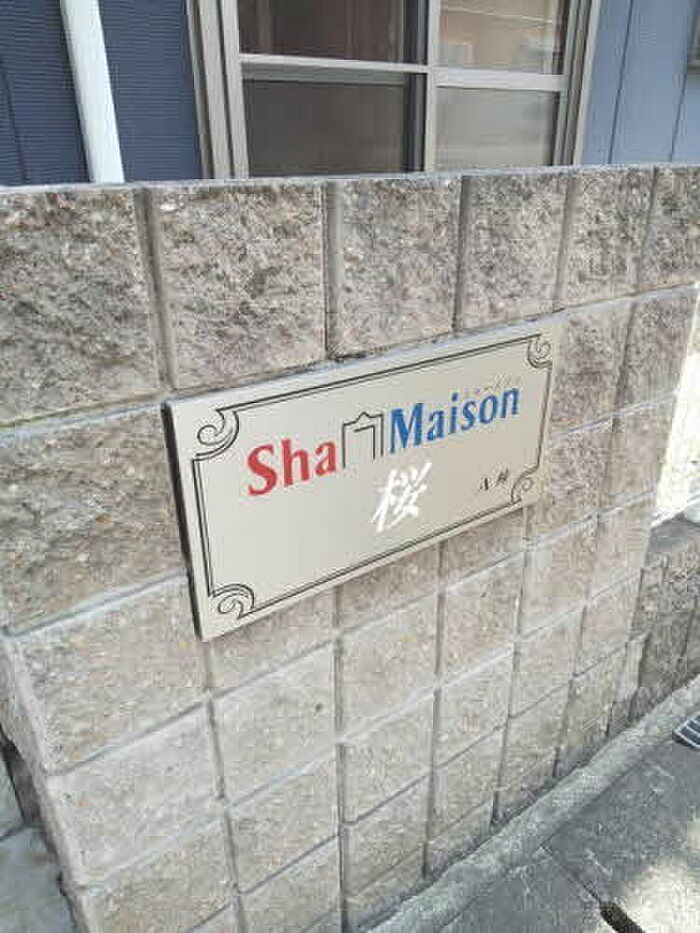 Sha Maison
桜
A棟